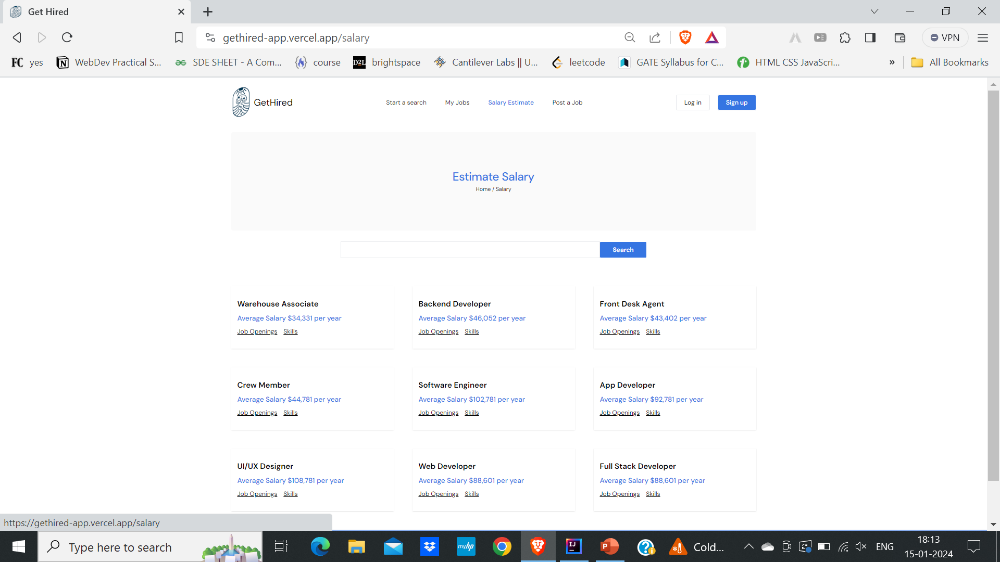 Get Hired
gethired-app.vercel.app/salary
VPN
FC yes
WebDev Practical S...
SDE SHEET - A Com...
course
D2L brightspace
Cantilever Labs || U...
leetcode
GATE Syllabus for C...
HTML CSS JavaScri...
»
All Bookmarks
GetHired
Start a search
My Jobs
Salary Estimate
Post a Job
Log in
Sign up
Estimate Salary
Home / Salary
Search
Warehouse Associate
Average Salary $34,331 per year
Job Openings Skills
Backend Developer
Average Salary $46,052 per year
Job Openings Skills
Front Desk Agent
Average Salary $43,402 per year
Job Openings Skills
Crew Member
Average Salary $44,781 per year
Job Openings Skills
Software Engineer
Average Salary $102,781 per year
Job Openings Skills
App Developer
Average Salary $92,781 per year
Job Openings Skills
UI/UX Designer
Average Salary $108,781 per year
Job Openings Skills
Web Developer
Average Salary $88,601 per year
Job Openings Skills
Full Stack Developer
Average Salary $88,601 per year
Job Openings Skills
https://gethired-app.vercel.app/salary
Type here to search
myhp
IJ
P
Cold...
ENG
18:13
15-01-2024